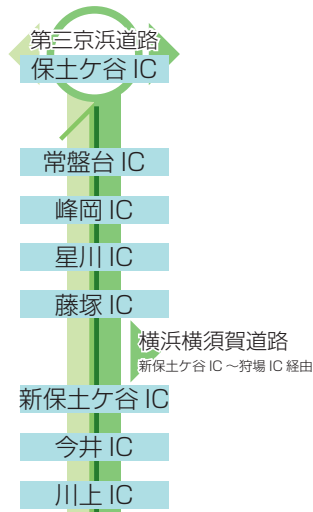 第三京浜道路
保土ケ谷 IC
常盤台 IC
峰岡 IC
星川 IC
藤塚 IC
横浜横須賀道路
新保土ケ谷 IC ～狩場 IC 経由
新保土ケ谷 IC
今井 IC
川上 IC